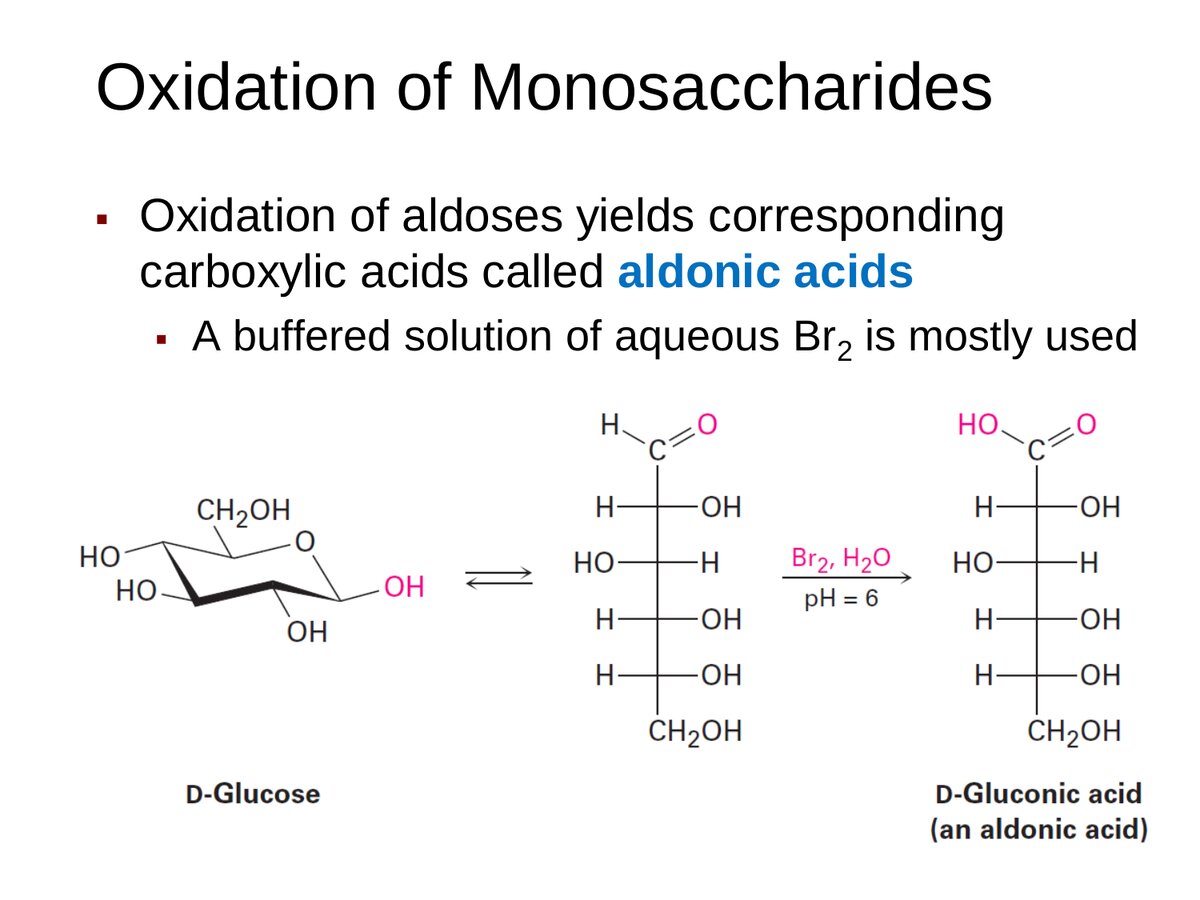 Oxidation of Monosaccharides
▪ Oxidation of aldoses yields corresponding
carboxylic acids called aldonic acids
▪ A buffered solution of aqueous Br₂ is mostly used
CH₂OH
O
HO
HO
OH
OH
D-Glucose
H O
C
H OH
HO H
H OH
H OH
CH₂OH
Br₂, H₂O
pH = 6
HO O
C
H OH
HO H
H OH
H OH
CH₂OH
D-Gluconic acid
(an aldonic acid)